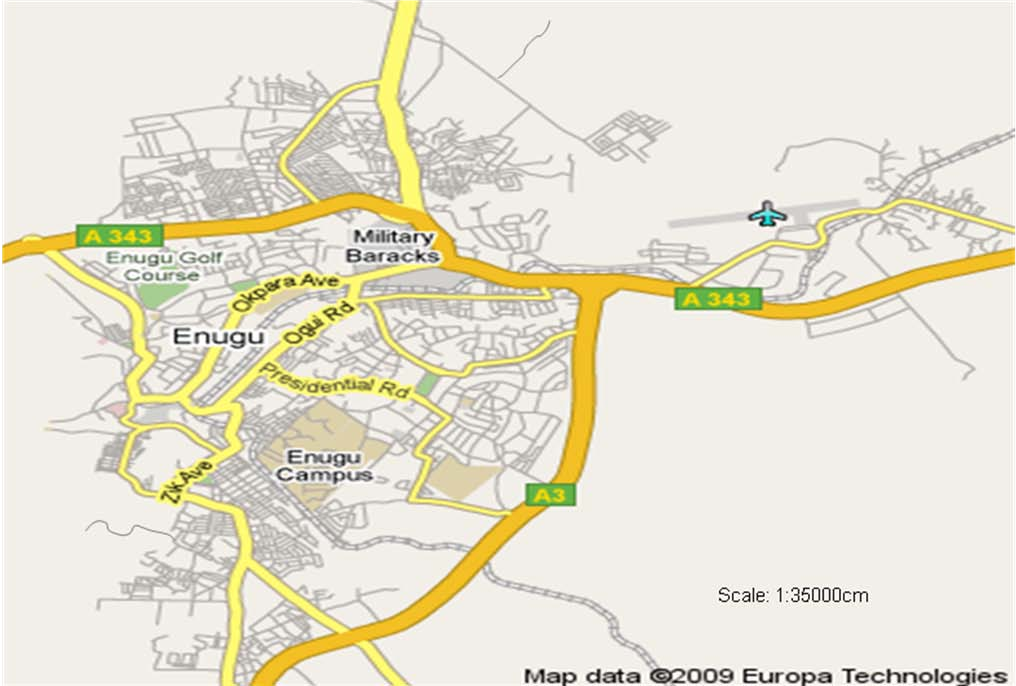 A 343
Military
Baracks
Enugu Golf
Course
Okpara Ave
A 343
Ogui Rd
Enugu
Presidential Rd
Enugu
Campus
Zik Ave
A3
Scale: 1:35000cm
Map data ©2009 Europa Technologies